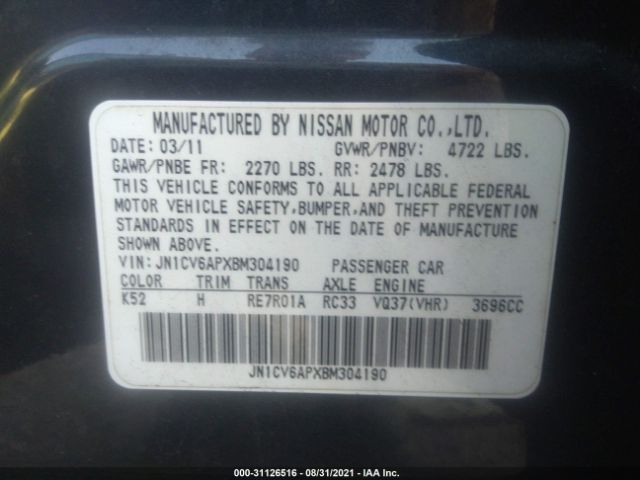 MANUFACTURED BY NISSAN MOTOR CO.,LTD.
DATE: 03/11 GVWR/PNBV: 4722 LBS.
GAWR/PNBE FR: 2270 LBS. RR: 2478 LBS.
THIS VEHICLE CONFORMS TO ALL APPLICABLE FEDERAL
MOTOR VEHICLE SAFETY,BUMPER,AND THEFT PREVENTION
STANDARDS IN EFFECT ON THE DATE OF MANUFACTURE
SHOWN ABOVE.
VIN: JN1CV6APXBM304190 PASSENGER CAR
COLOR TRIM TRANS AXLE ENGINE
K52 H RE7R01A RC33 VQ37(VHR) 3696CC
JN1CV6APXBM304190
000-31126516 - 08/31/2021 - IAAI.COM